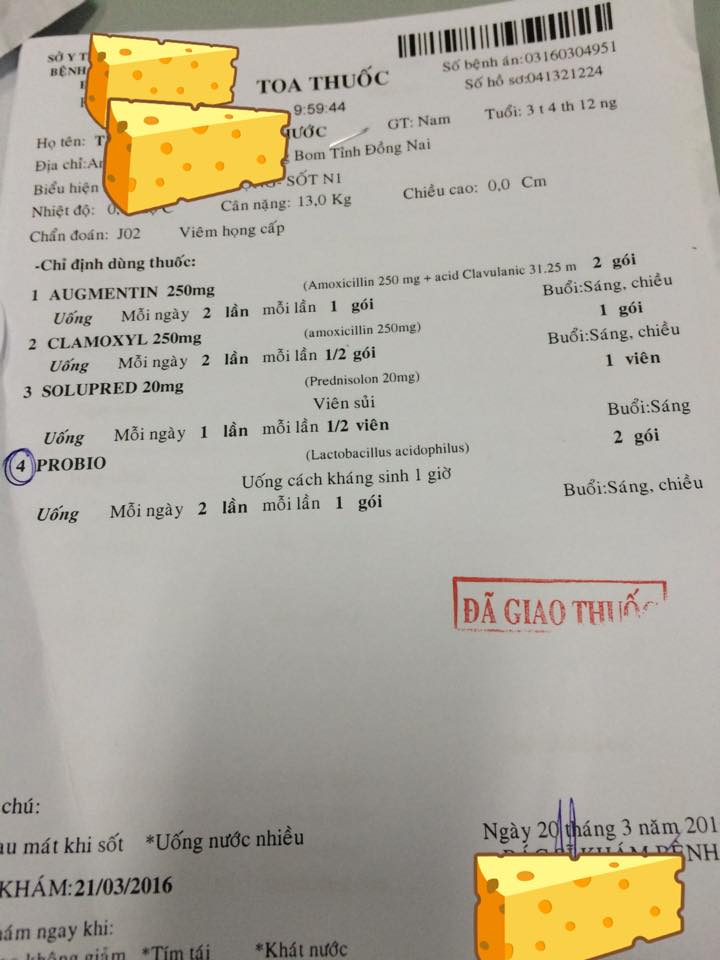 SỞ Y T
BỆNH
TOA THUỐC
Số bệnh án:03160304951
Số hồ sơ:041321224
9:59:44
Họ tên: T ƯỚC GT: Nam Tuổi: 3 t 4 th 12 ng
Địa chỉ:Ar Bom Tỉnh Đồng Nai
Biểu hiện SỐT N1
Nhiệt độ: 0, C Cân nặng: 13,0 Kg Chiều cao: 0,0 Cm
Chẩn đoán: J02 Viêm họng cấp
-Chỉ định dùng thuốc:
1 AUGMENTIN 250mg (Amoxicillin 250 mg + acid Clavulanic 31.25 m 2 gói
Uống Mỗi ngày 2 lần mỗi lần 1 gói Buổi:Sáng, chiều
2 CLAMOXYL 250mg (amoxicillin 250mg) 1 gói
Uống Mỗi ngày 2 lần mỗi lần 1/2 gói Buổi:Sáng, chiều
3 SOLUPRED 20mg (Prednisolon 20mg) 1 viên
Viên sủi
Uống Mỗi ngày 1 lần mỗi lần 1/2 viên Buổi:Sáng
4 PROBIO (Lactobacillus acidophilus) 2 gói
Uống cách kháng sinh 1 giờ
Uống Mỗi ngày 2 lần mỗi lần 1 gói Buổi:Sáng, chiều
ĐÃ GIAO THUỐC
chú:
au mát khi sốt *Uống nước nhiều
Ngày 20 tháng 3 năm 201
KHÁM BỆNH
KHÁM:21/03/2016
hám ngay khi:
không giảm *Tím tái *Khát nước